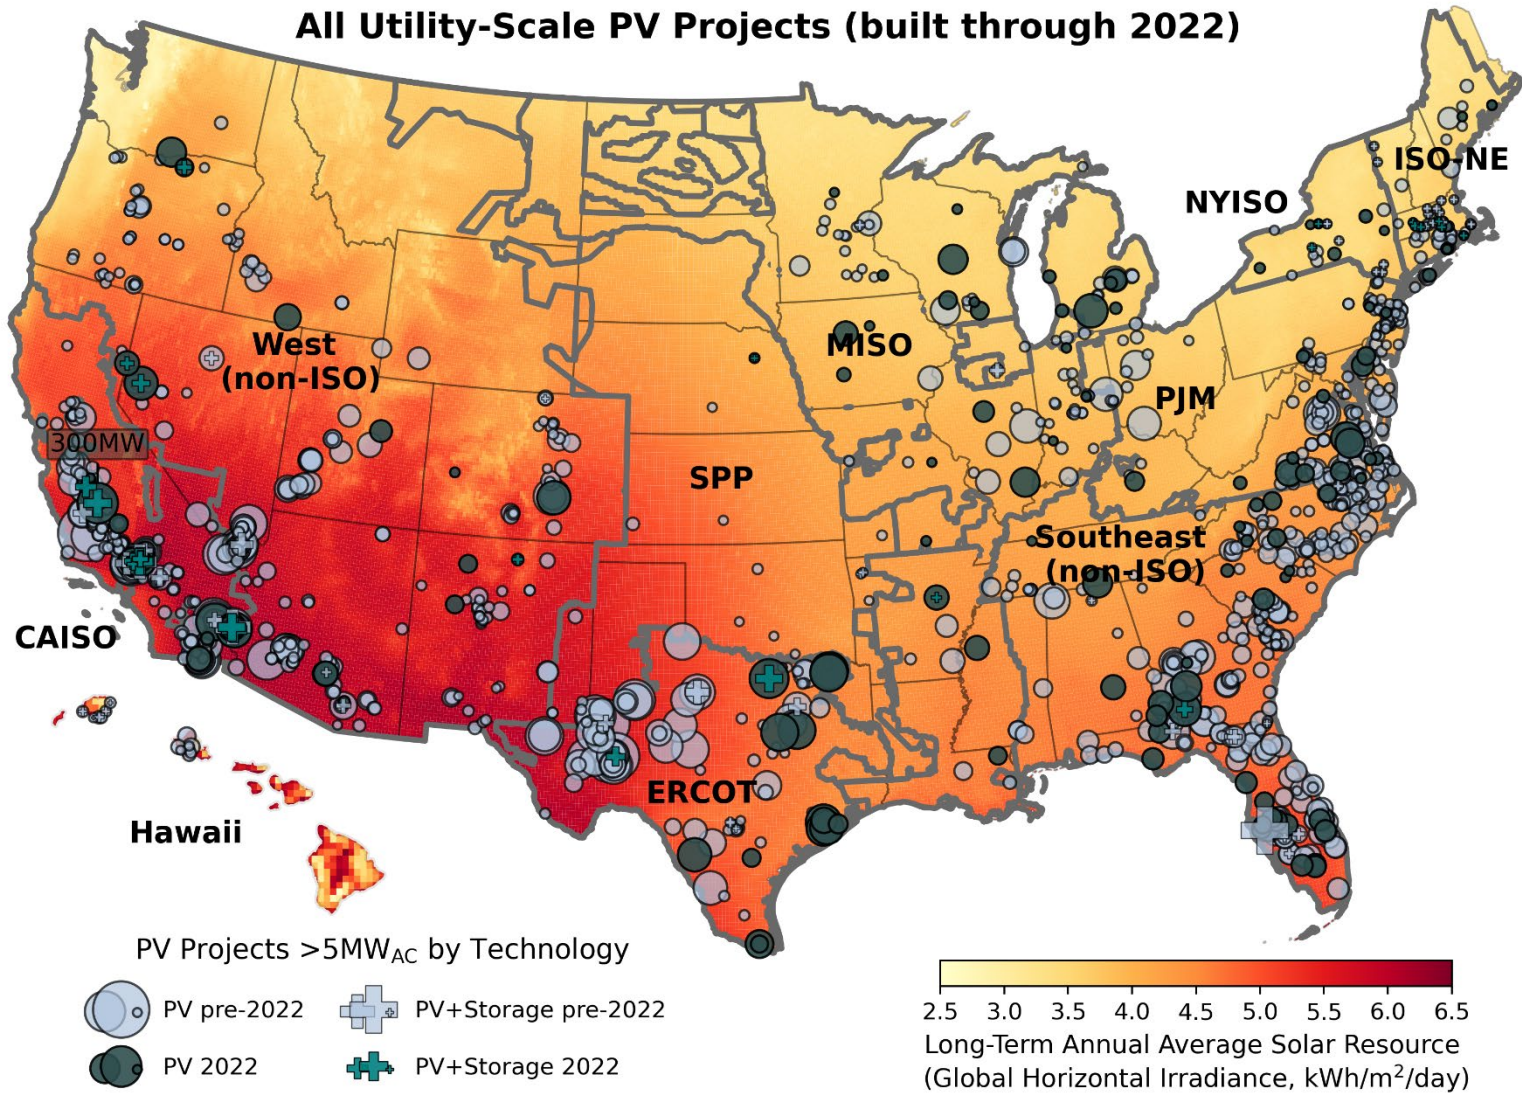 All Utility-Scale PV Projects (built through 2022)
ISO-NE
NYISO
West
(non-ISO)
MISO
PJM
300MW
SPP
Southeast
(non-ISO)
CAISO
ERCOT
Hawaii
PV Projects >5MW_AC by Technology
PV pre-2022
PV+Storage pre-2022
PV 2022
PV+Storage 2022
2.5 3.0 3.5 4.0 4.5 5.0 5.5 6.0 6.5
Long-Term Annual Average Solar Resource
(Global Horizontal Irradiance, kWh/m²/day)